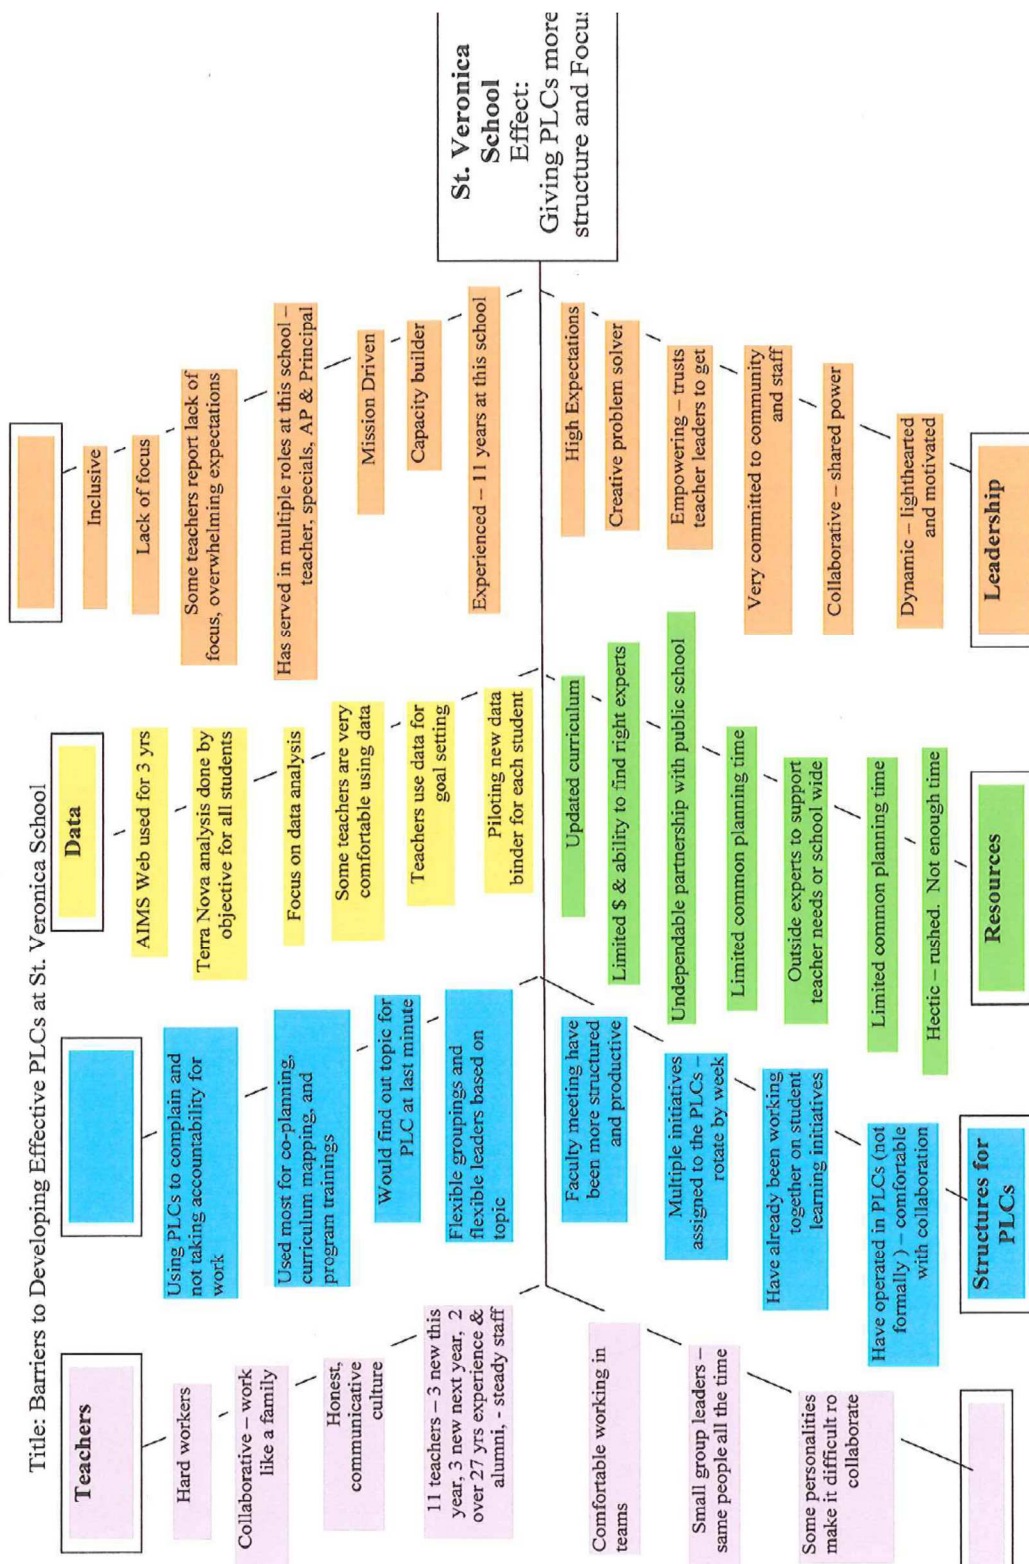 Title: Barriers to Developing Effective PLCs at St. Veronica School
Teachers
Hard workers
Collaborative – work
like a family
Honest,
communicative
culture
11 teachers – 3 new this
year, 3 new next year, 2
over 27 yrs experience &
alumni, - steady staff
Comfortable working in
teams
Small group leaders –
same people all the time
Some personalities
make it difficult ro
collaborate
Using PLCs to complain and
not taking accountability for
work
Used most for co-planning,
curriculum mapping, and
program trainings
Would find out topic for
PLC at last minute
Flexible groupings and
flexible leaders based on
topic
Faculty meeting have
been more structured
and productive
Multiple initiatives
assigned to the PLCs –
rotate by week
Have already been working
together on student
learning initiatives
Have operated in PLCs (not
formally ) – comfortable
with collaboration
Structures for
PLCs
Data
AIMS Web used for 3 yrs
Terra Nova analysis done by
objective for all students
Focus on data analysis
Some teachers are very
comfortable using data
Teachers use data for
goal setting
Piloting new data
binder for each student
Updated curriculum
Limited $ & ability to find right experts
Undependable partnership with public school
Limited common planning time
Outside experts to support
teacher needs or school wide
Limited common planning time
Hectic – rushed. Not enough time
Resources
Inclusive
Lack of focus
Some teachers report lack of
focus, overwhelming expectations
Has served in multiple roles at this school –
teacher, specials, AP & Principal
Mission Driven
Capacity builder
Experienced – 11 years at this school
High Expectations
Creative problem solver
Empowering – trusts
teacher leaders to get
Very committed to community
and staff
Collaborative – shared power
Dynamic – lighthearted
and motivated
Leadership
St. Veronica
School
Effect:
Giving PLCs more
structure and Focus